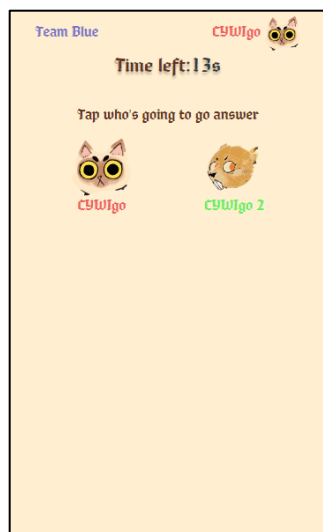 Team Blue
CYWIgo
Time left:13s
Tap who's going to go answer
CYWIgo
CYWIgo 2